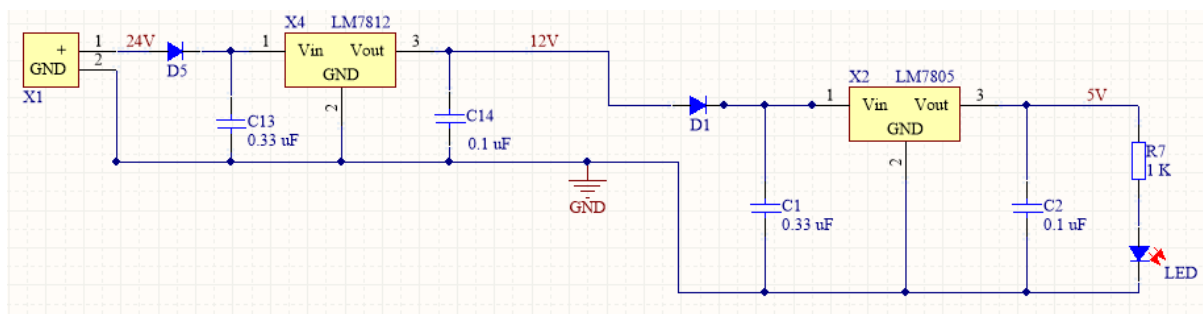 X4 LM7812
+
GND
1
2
X1
24V
D5
1
Vin Vout
GND
3
2
12V
C13
0.33 uF
C14
0.1 uF
GND
D1
X2 LM7805
1
Vin Vout
GND
3
2
5V
C1
0.33 uF
C2
0.1 uF
R7
1 K
LED